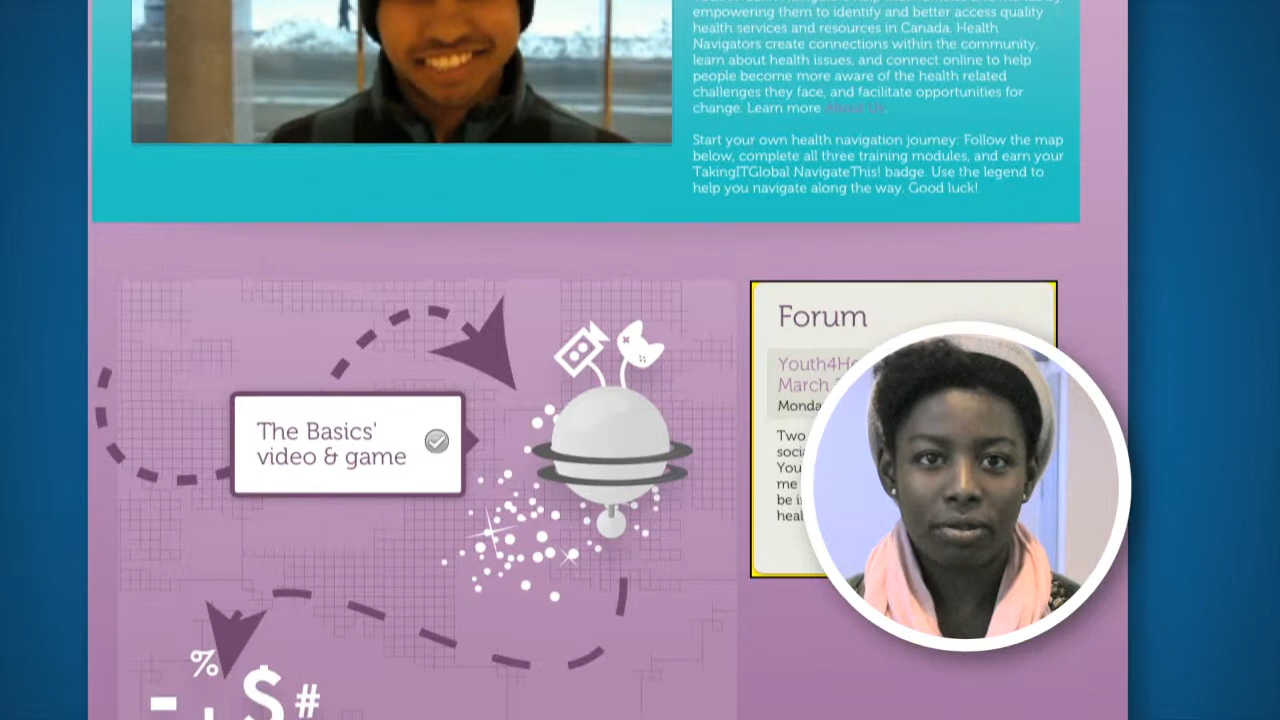 empowering them to identify and better access quality
health services and resources in Canada. Health
Navigators create connections within the community,
learn about health issues, and connect online to help
people become more aware of the health related
challenges they face, and facilitate opportunities for
change. Learn more About Us.
Start your own health navigation journey: Follow the map
below, complete all three training modules, and earn your
TakingITGlobal NavigateThis! badge. Use the legend to
help you navigate along the way. Good luck!
Forum
Youth4He
March
Monda
Two
soci
You
me
be i
heal
The Basics'
video & game
%
- $ #